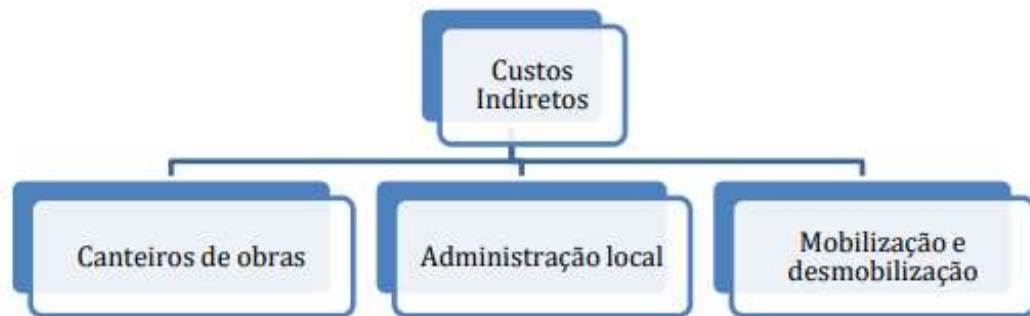 Custos
Indiretos
Canteiros de obras
Administração local
Mobilização e
desmobilização